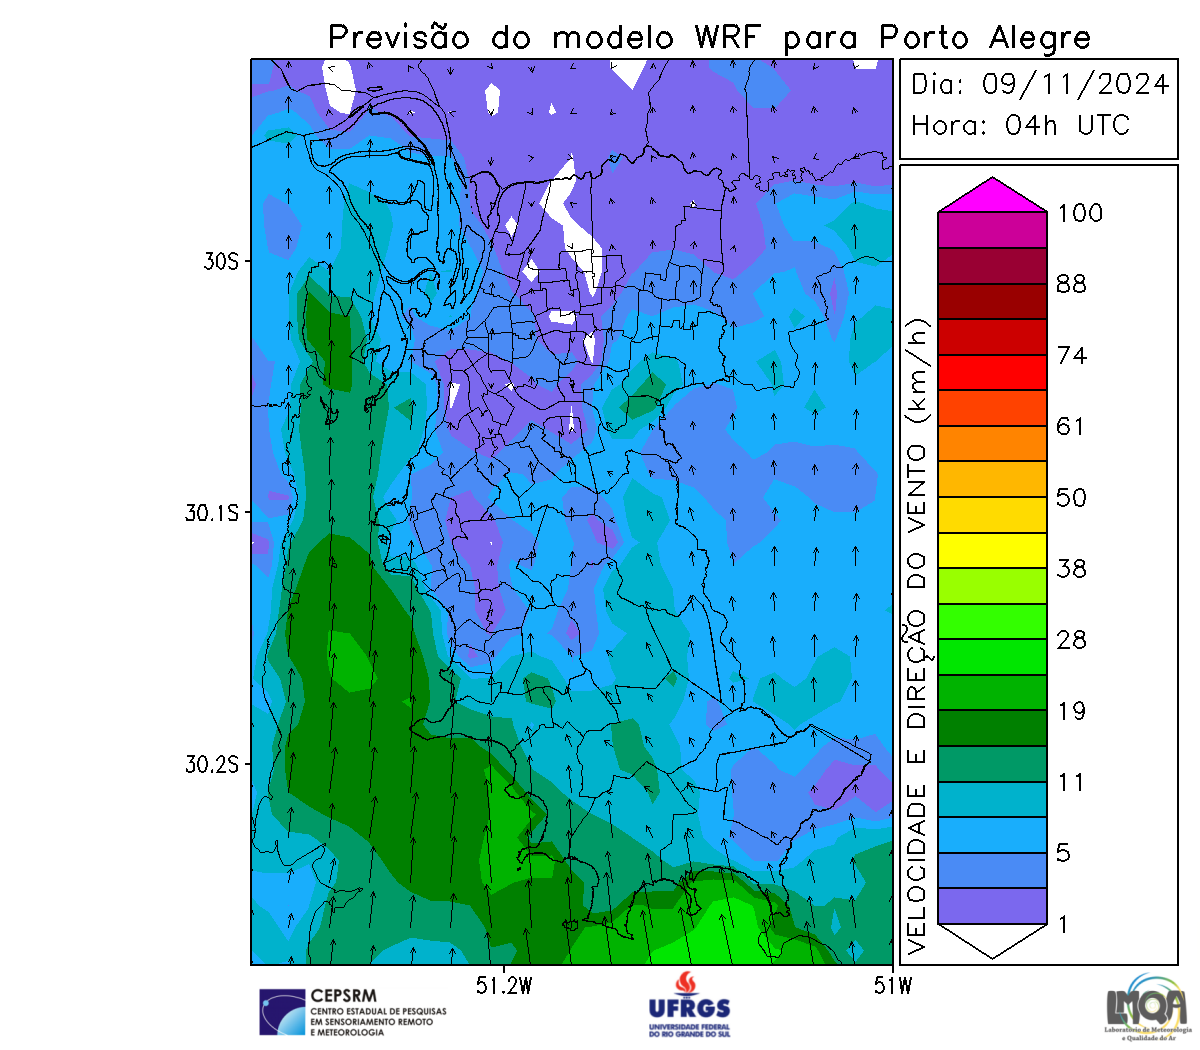 Previsão do modelo WRF para Porto Alegre
Dia: 09/11/2024
Hora: 04h UTC
30S
30.1S
30.2S
51.2W
51W
VELOCIDADE E DIREÇÃO DO VENTO (km/h)
100
88
74
61
50
38
28
19
11
5
1
CEPSRM
CENTRO ESTADUAL DE PESQUISAS
EM SENSORIAMENTO REMOTO
E METEOROLOGIA
UFRGS
UNIVERSIDADE FEDERAL
DO RIO GRANDE DO SUL
LMQA
Laboratório de Meteorologia
e Qualidade do Ar